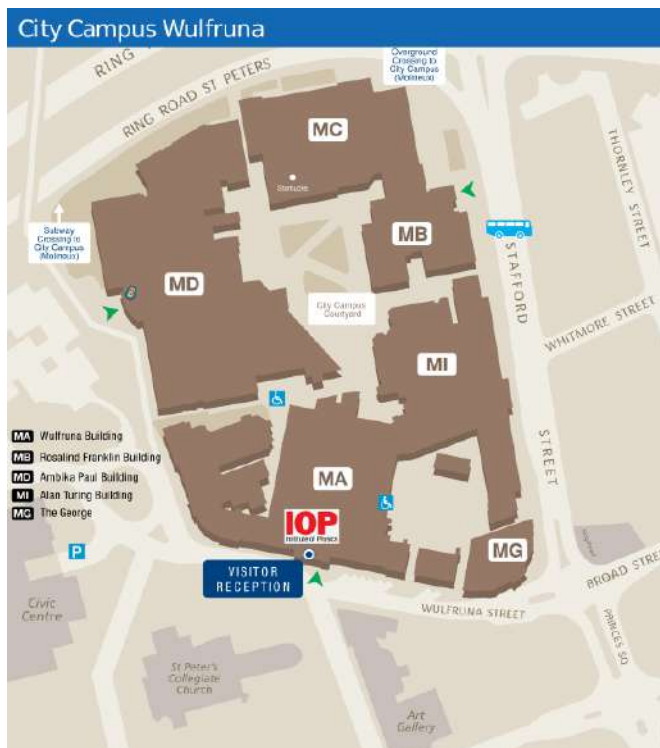 City Campus Wulfruna
RING
RING ROAD ST PETERS
Overground
Crossing to
City Campus
(Molineux)
MC
Starbucks
THORNLEY STREET
MB
Subway
Crossing to
City Campus
(Molineux)
MD
STAFFORD
STREET
City Campus
Courtyard
WHITMORE STREET
MI
MA Wulfruna Building
MB Rosalind Franklin Building
MD Ambika Paul Building
MI Alan Turing Building
MG The George
MA
IOP
Institute of Physics
P
MG
VISITOR
RECEPTION
BROAD STRE
WULFRUNA STREET
PRINCES SQ
Civic
Centre
St Peter's
Collegiate
Church
Art
Gallery